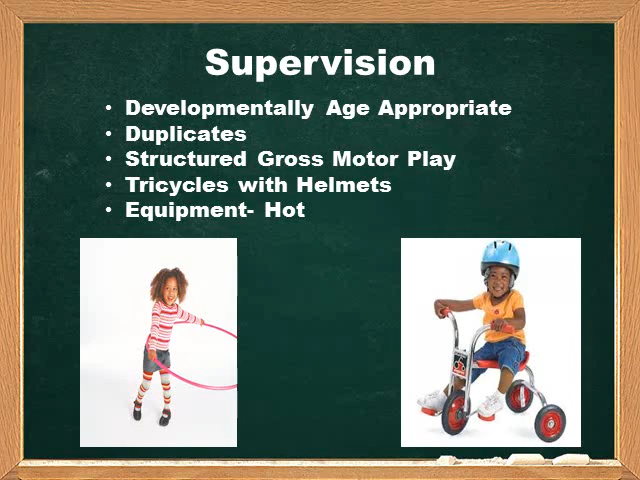 Supervision
• Developmentally Age Appropriate
• Duplicates
• Structured Gross Motor Play
• Tricycles with Helmets
• Equipment- Hot